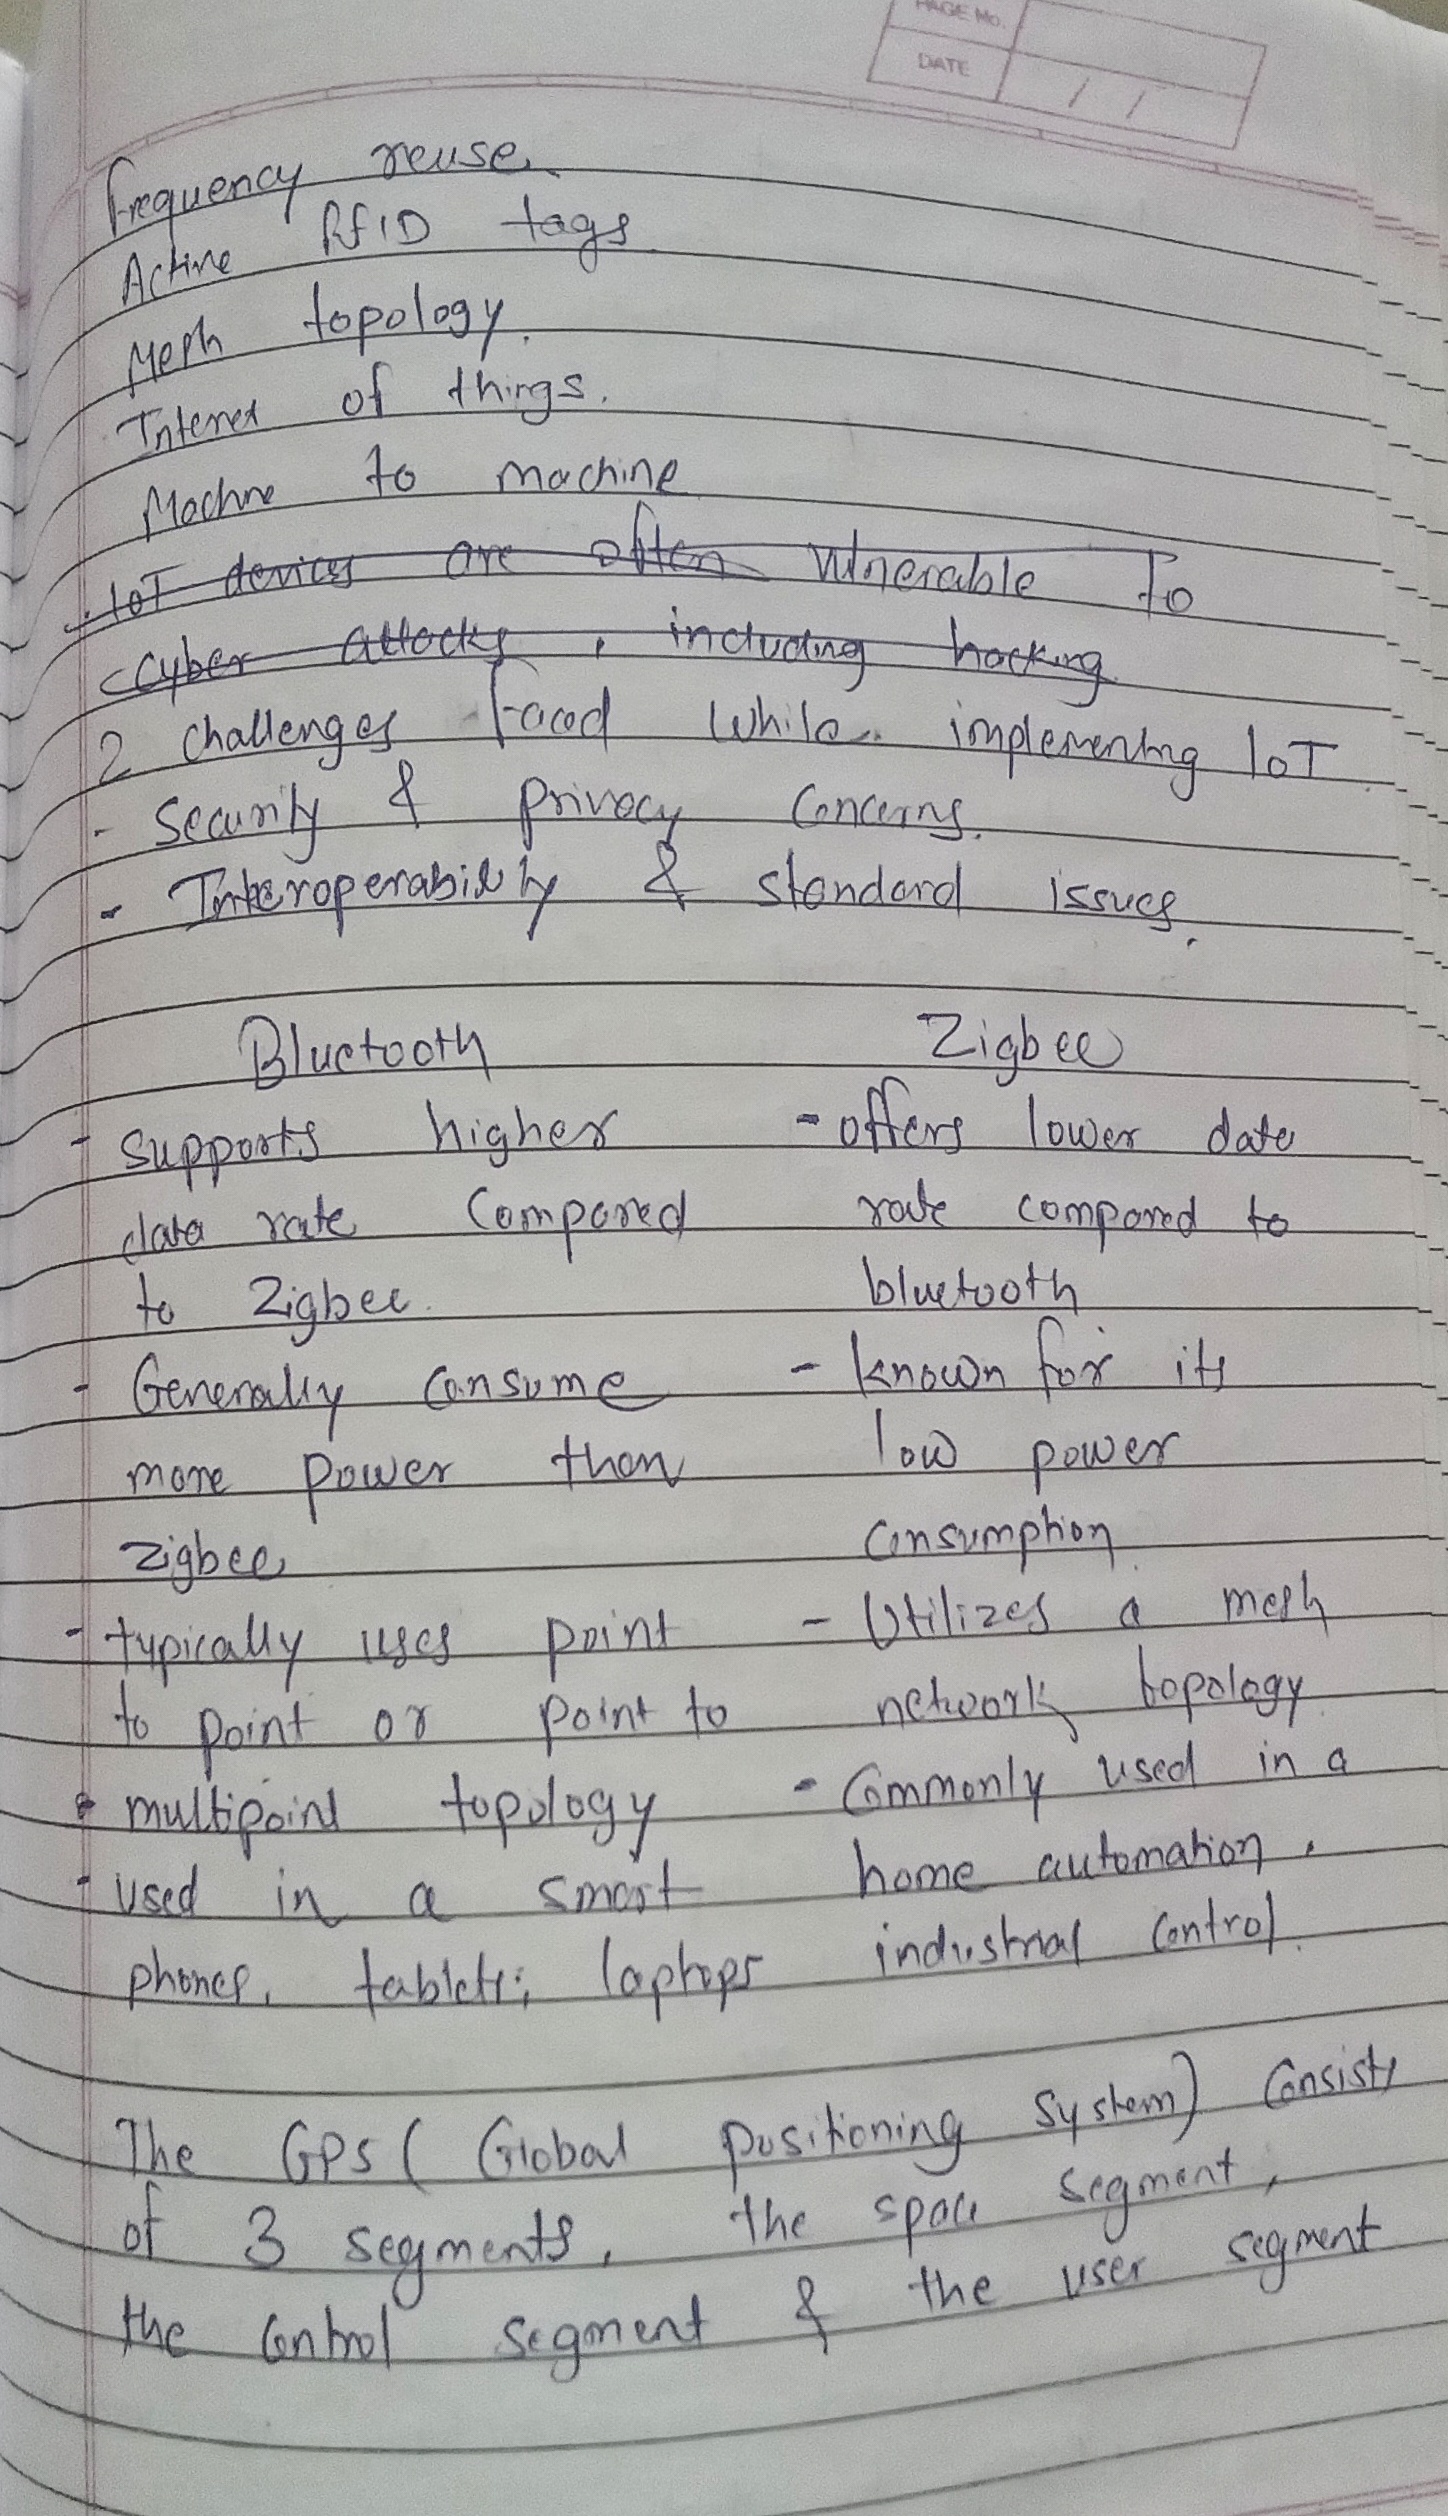 PAGE No.
DATE / /
Frequency reuse
Active RFID tags
Mesh topology.
Internet of things.
Machine to machine
. IoT devices are often vulnerable To
Cyber attacks, including hacking
2 challenges faced while implementing IoT
- Security & privacy Concerns.
- Interoperability & standard issues.
Bluetooth Zigbee
- supports higher - offers lower data
data rate Compared rate compared to
to Zigbee. bluetooth
- Generally Consume - known for its
more power than low power
zigbee Consumption
- typically uses point - Utilizes a mesh
to point or point to network topology
multipoint topology - Commonly used in a
- used in a smart home automation,
phones, tablets, laptops industrial Control.
The GPS ( Global positioning System) Consists
of 3 segments, the space segment,
the Control segment & the user segment